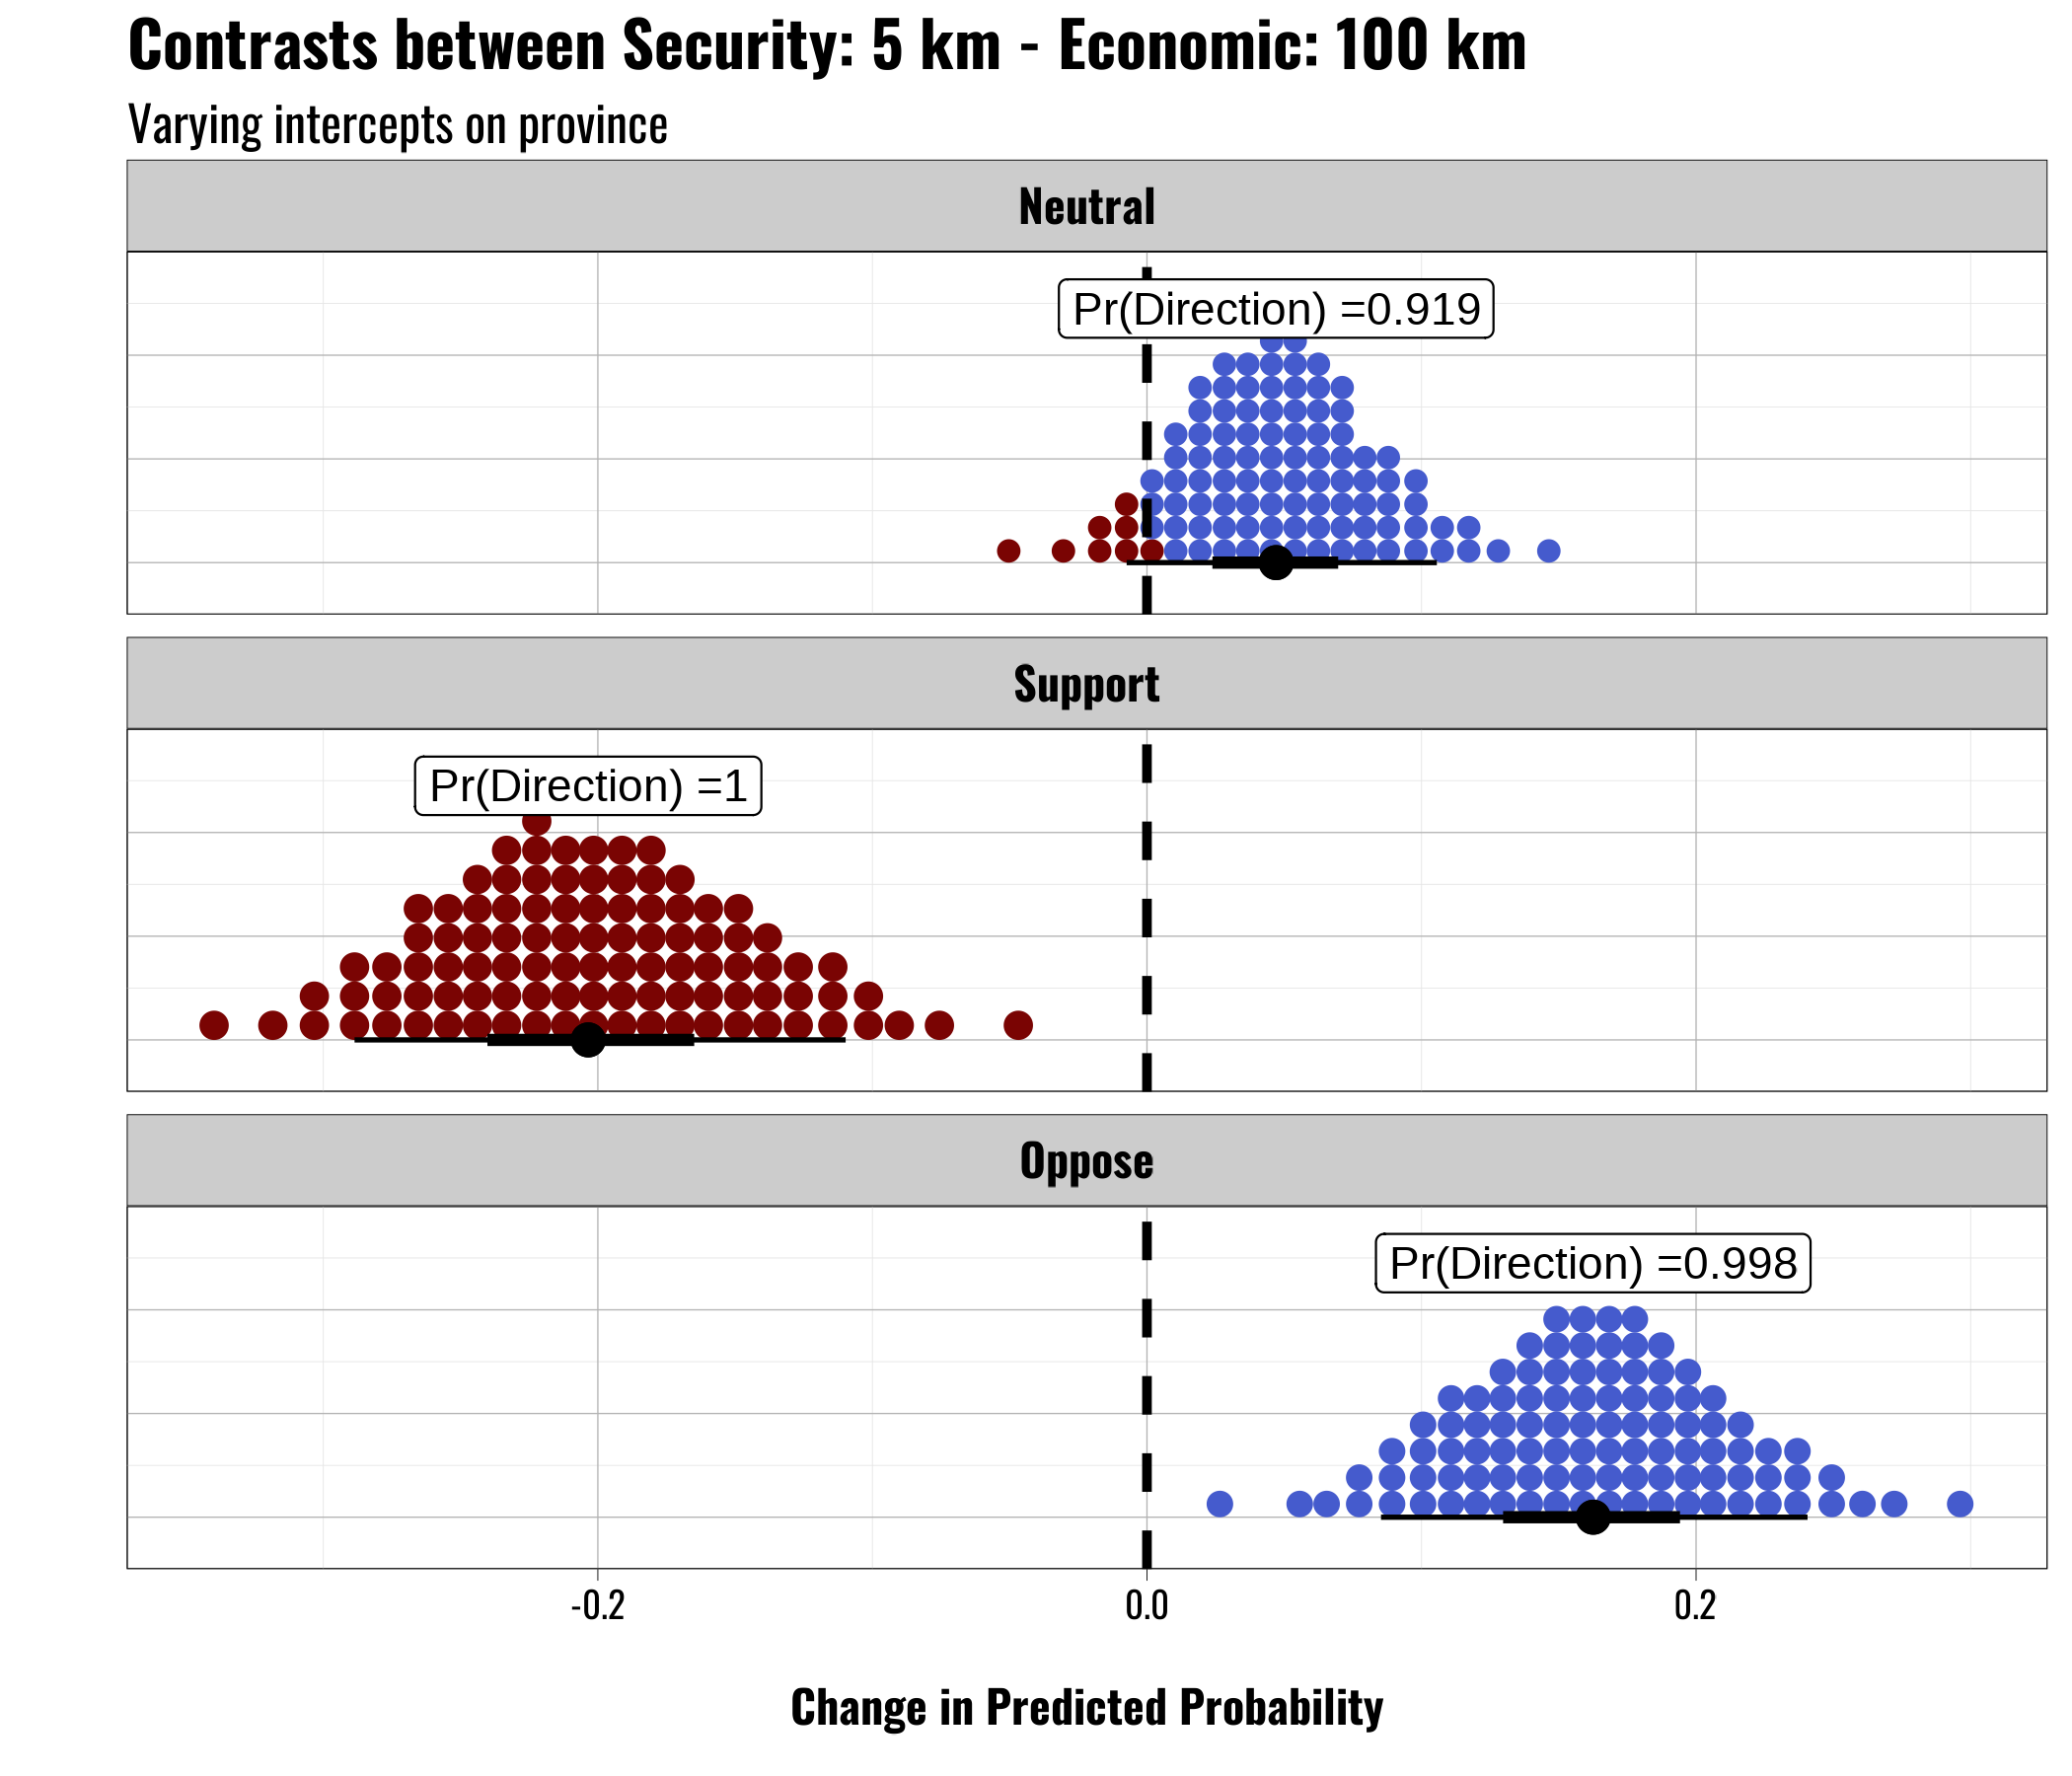 Contrasts between Security: 5 km - Economic: 100 km
Varying intercepts on province
Neutral
Pr(Direction) =0.919
Support
Pr(Direction) =1
Oppose
Pr(Direction) =0.998
-0.2 0.0 0.2
Change in Predicted Probability